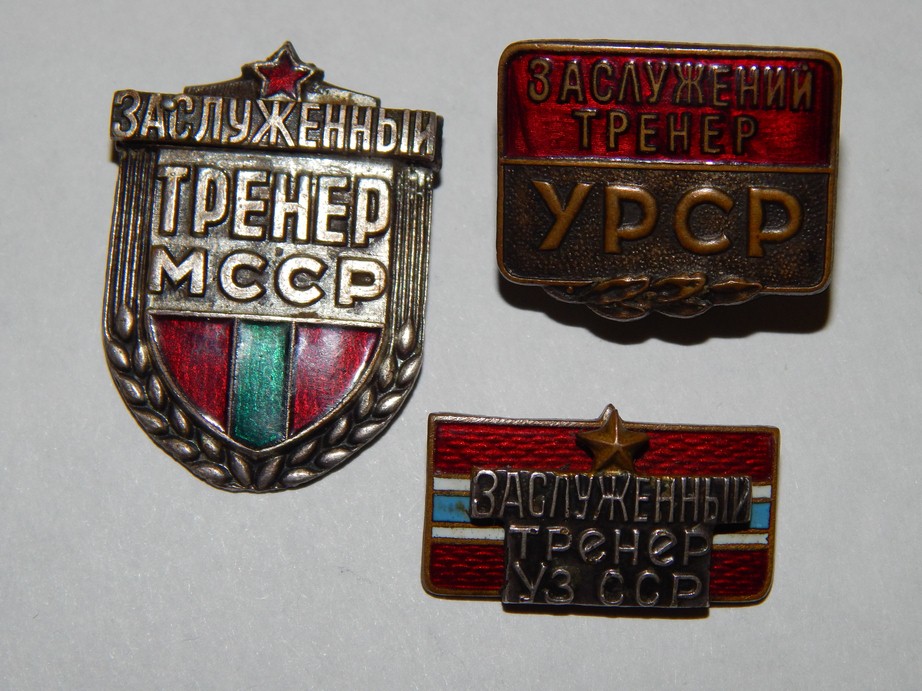 ЗАСЛУЖЕННЫЙ
ТРЕНЕР
МССР
ЗАСЛУЖЕНИЙ
ТРЕНЕР
УРСР
ЗАСЛУЖЕННЫЙ
ТРЕНЕР
УЗ ССР